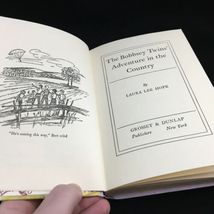 "He's coming this way," Bert cried
The Bobbsey Twins'
Adventure in the
Country
By
LAURA LEE HOPE
GROSSET & DUNLAP
Publishers New York